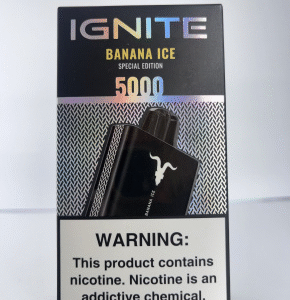 IGNITE
BANANA ICE
SPECIAL EDITION
5000
BANANA ICE
WARNING:
This product contains
nicotine. Nicotine is an
addictive chemical.